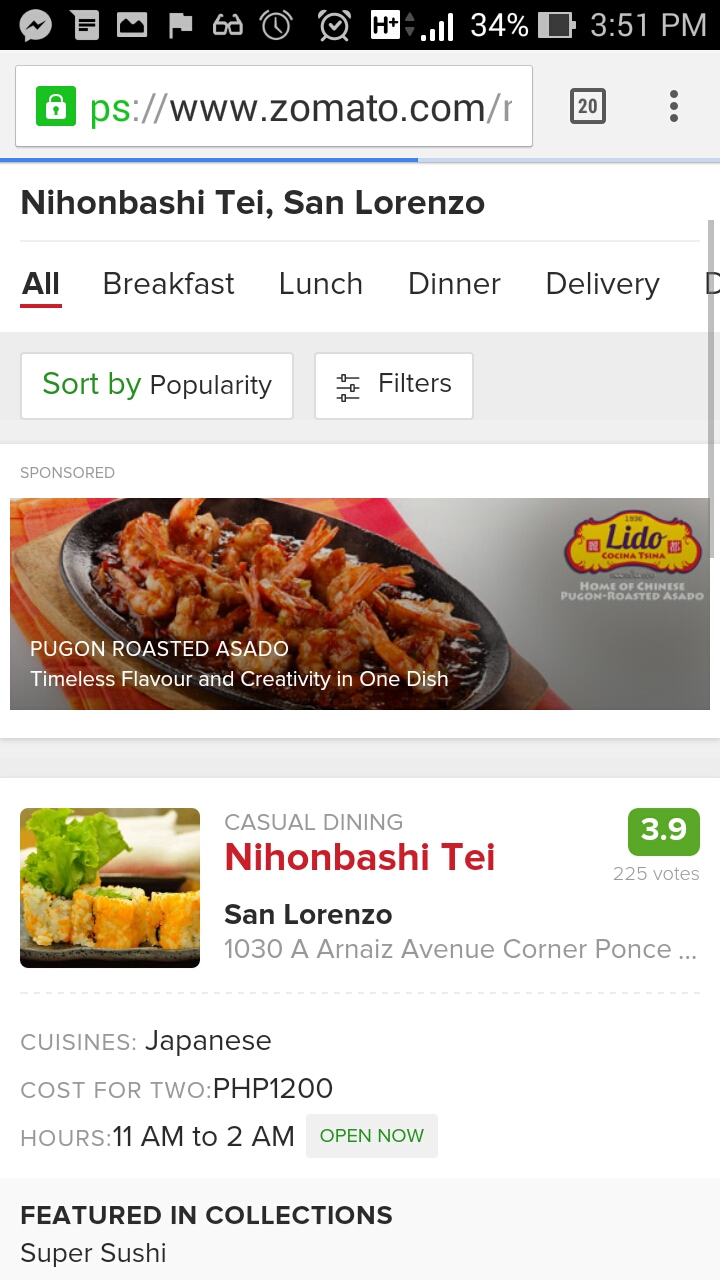 H+ 34% 3:51 PM
ps://www.zomato.com/r
20
Nihonbashi Tei, San Lorenzo
All Breakfast Lunch Dinner Delivery D
Sort by Popularity Filters
SPONSORED
1936
Lido
COCINA TSINA
HOME OF CHINESE
PUGON-ROASTED ASADO
PUGON ROASTED ASADO
Timeless Flavour and Creativity in One Dish
CASUAL DINING
Nihonbashi Tei
3.9
225 votes
San Lorenzo
1030 A Arnaiz Avenue Corner Ponce ...
CUISINES: Japanese
COST FOR TWO:PHP1200
HOURS:11 AM to 2 AM OPEN NOW
FEATURED IN COLLECTIONS
Super Sushi